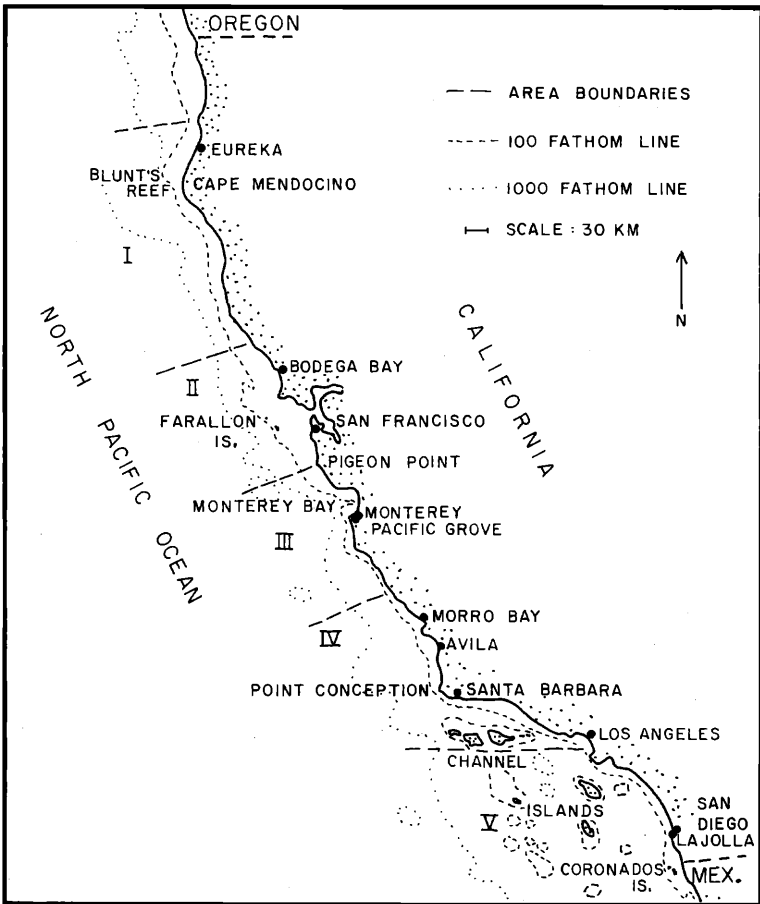 OREGON
AREA BOUNDARIES
100 FATHOM LINE
1000 FATHOM LINE
SCALE : 30 KM
N
EUREKA
BLUNT'S
REEF
CAPE MENDOCINO
I
NORTH PACIFIC OCEAN
CALIFORNIA
BODEGA BAY
II
FARALLON
IS.
SAN FRANCISCO
PIGEON POINT
MONTEREY BAY
MONTEREY
PACIFIC GROVE
III
MORRO BAY
IV
AVILA
POINT CONCEPTION
SANTA BARBARA
LOS ANGELES
CHANNEL
ISLANDS
V
SAN
DIEGO
LAJOLLA
CORONADOS
IS.
MEX.